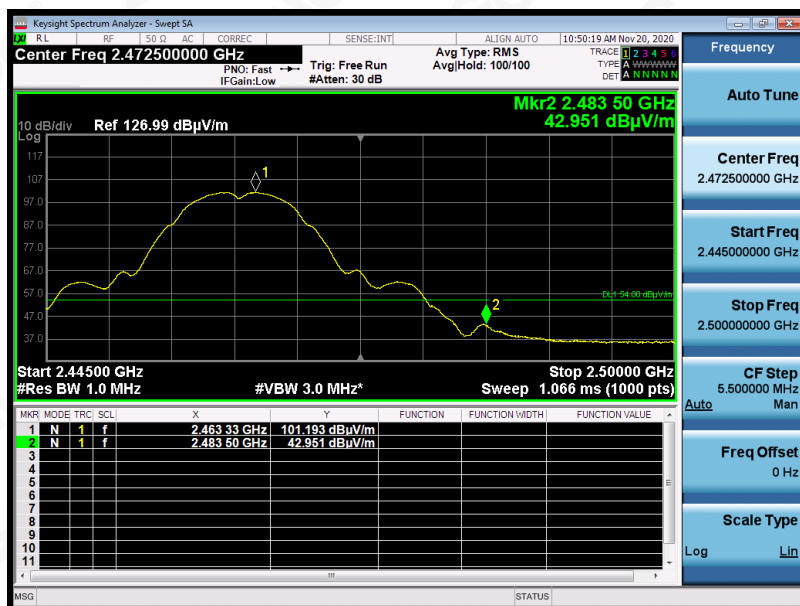 Keysight Spectrum Analyzer - Swept SA
LXI RL RF 50 Ω AC CORREC SENSE:INT ALIGN AUTO 10:50:19 AM Nov 20, 2020
Center Freq 2.472500000 GHz
PNO: Fast
IFGain:Low
Trig: Free Run
#Atten: 30 dB
Avg Type: RMS
Avg|Hold: 100/100
TRACE 1 2 3 4 5 6
TYPE A WWWWW
DET A N N N N N
Mkr2 2.483 50 GHz
42.951 dBµV/m
10 dB/div Ref 126.99 dBµV/m
Log
117
107
97.0
87.0
77.0
67.0
57.0
47.0
37.0
1
2
DL1 54.00 dBµV/m
Start 2.44500 GHz Stop 2.50000 GHz
#Res BW 1.0 MHz #VBW 3.0 MHz* Sweep 1.066 ms (1000 pts)
MKR MODE TRC SCL X Y FUNCTION FUNCTION WIDTH FUNCTION VALUE
1 N 1 f 2.463 33 GHz 101.193 dBµV/m
2 N 1 f 2.483 50 GHz 42.951 dBµV/m
3
4
5
6
7
8
9
10
11
MSG STATUS
Frequency
Auto Tune
Center Freq
2.472500000 GHz
Start Freq
2.445000000 GHz
Stop Freq
2.500000000 GHz
CF Step
5.500000 MHz
Auto Man
Freq Offset
0 Hz
Scale Type
Log Lin